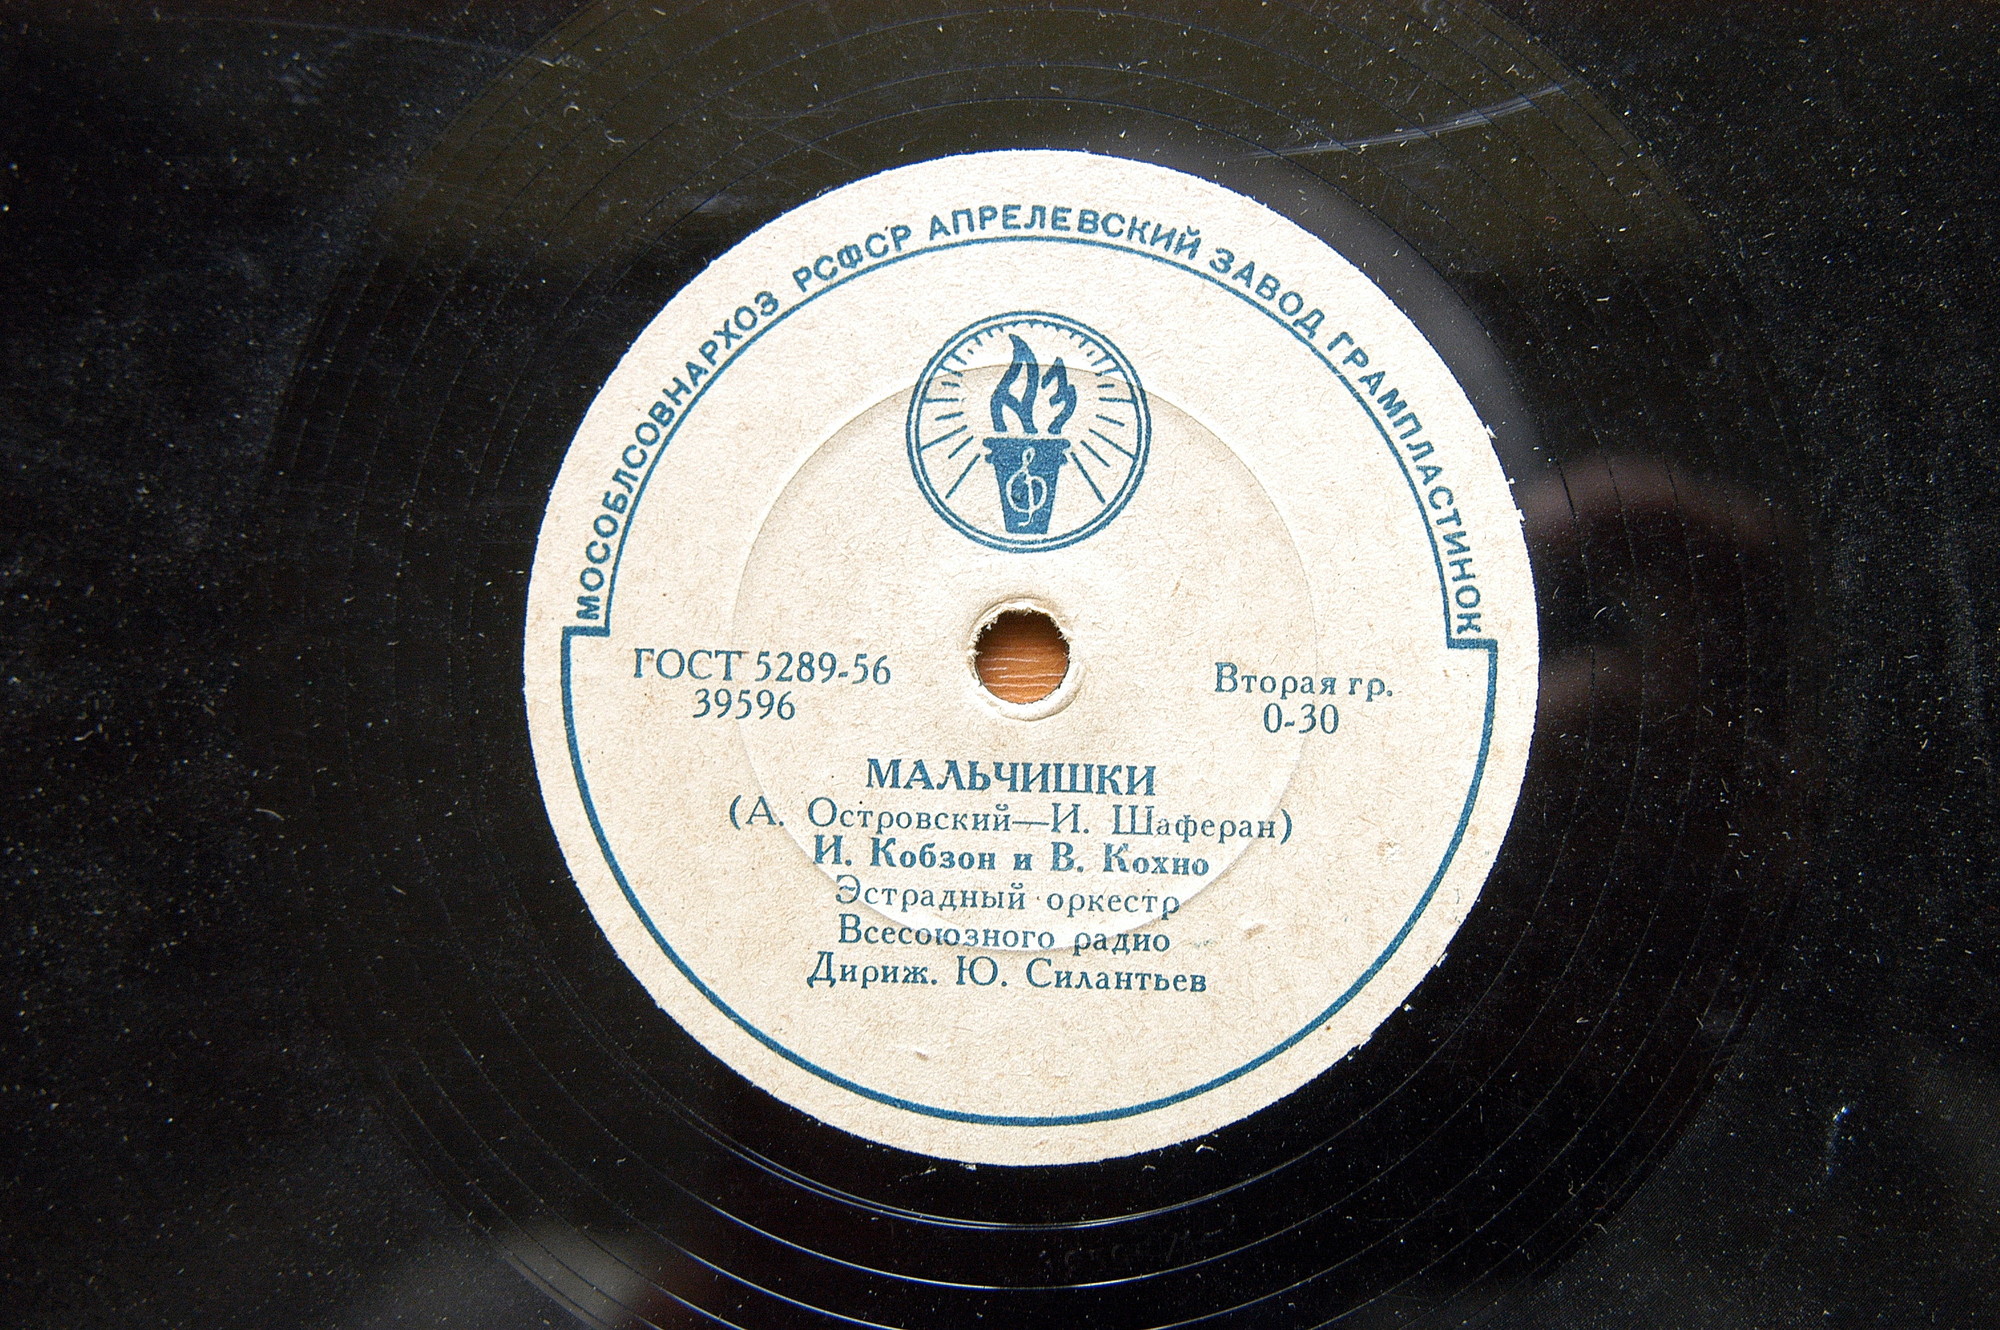 МОСОБЛСОВНАРХОЗ РСФСР АПРЕЛЕВСКИЙ ЗАВОД ГРАМПЛАСТИНОК
АЗ
ГОСТ 5289-56
39596
Вторая гр.
0-30
МАЛЬЧИШКИ
(А. Островский—И. Шаферан)
И. Кобзон и В. Кохно
Эстрадный оркестр
Всесоюзного радио
Дириж. Ю. Силантьев